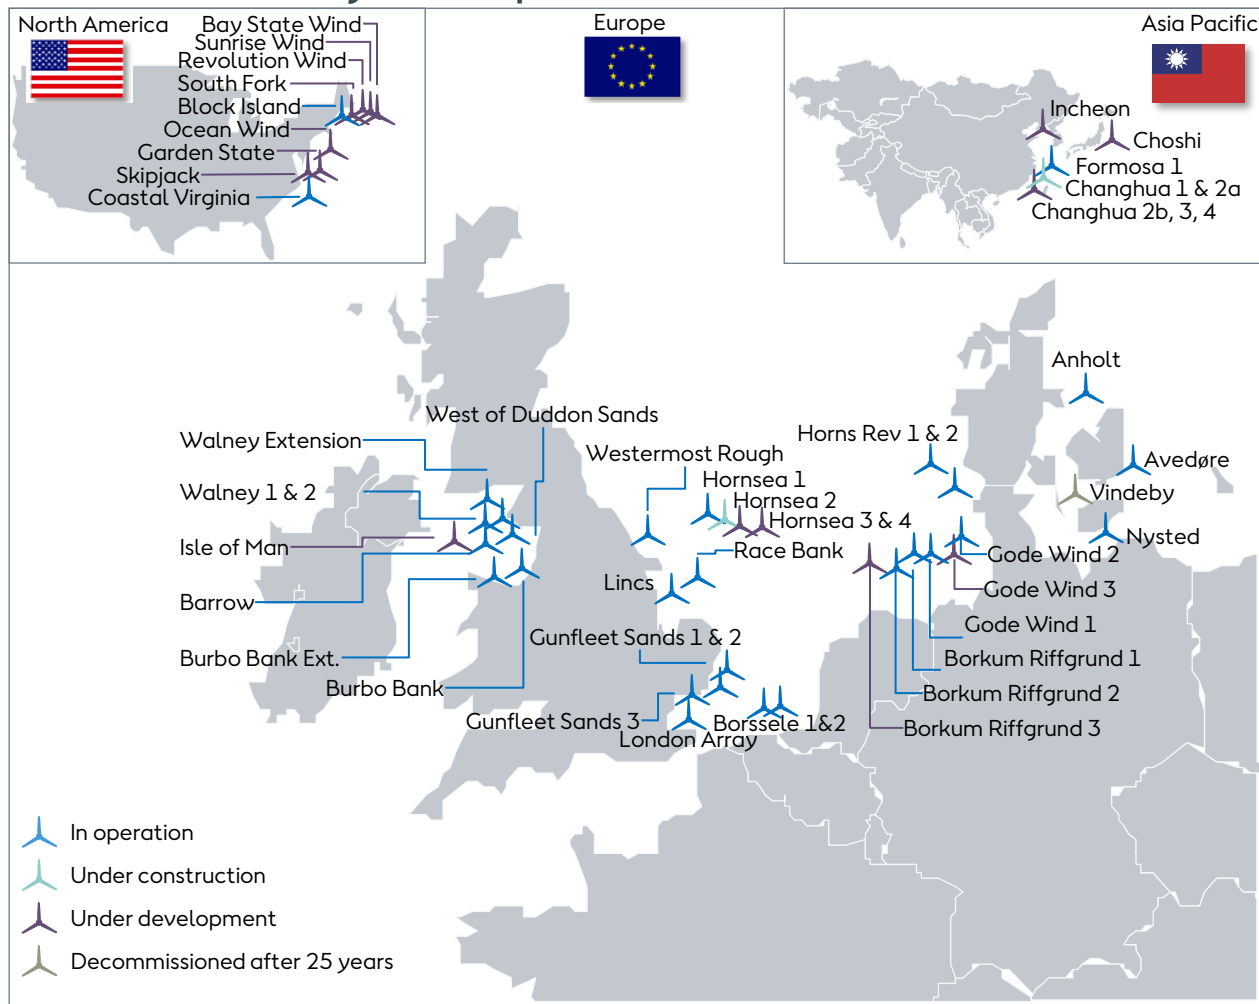 North America
Bay State Wind
Sunrise Wind
Revolution Wind
South Fork
Block Island
Ocean Wind
Garden State
Skipjack
Coastal Virginia
Europe
Asia Pacific
Incheon
Choshi
Formosa 1
Changhua 1 & 2a
Changhua 2b, 3, 4
West of Duddon Sands
Walney Extension
Walney 1 & 2
Isle of Man
Barrow
Burbo Bank Ext.
Burbo Bank
Westermost Rough
Hornsea 1
Hornsea 2
Hornsea 3 & 4
Race Bank
Lincs
Gunfleet Sands 1 & 2
Gunfleet Sands 3
London Array
Borssele 1&2
Anholt
Horns Rev 1 & 2
Avedøre
Vindeby
Nysted
Gode Wind 2
Gode Wind 3
Gode Wind 1
Borkum Riffgrund 1
Borkum Riffgrund 2
Borkum Riffgrund 3
In operation
Under construction
Under development
Decommissioned after 25 years